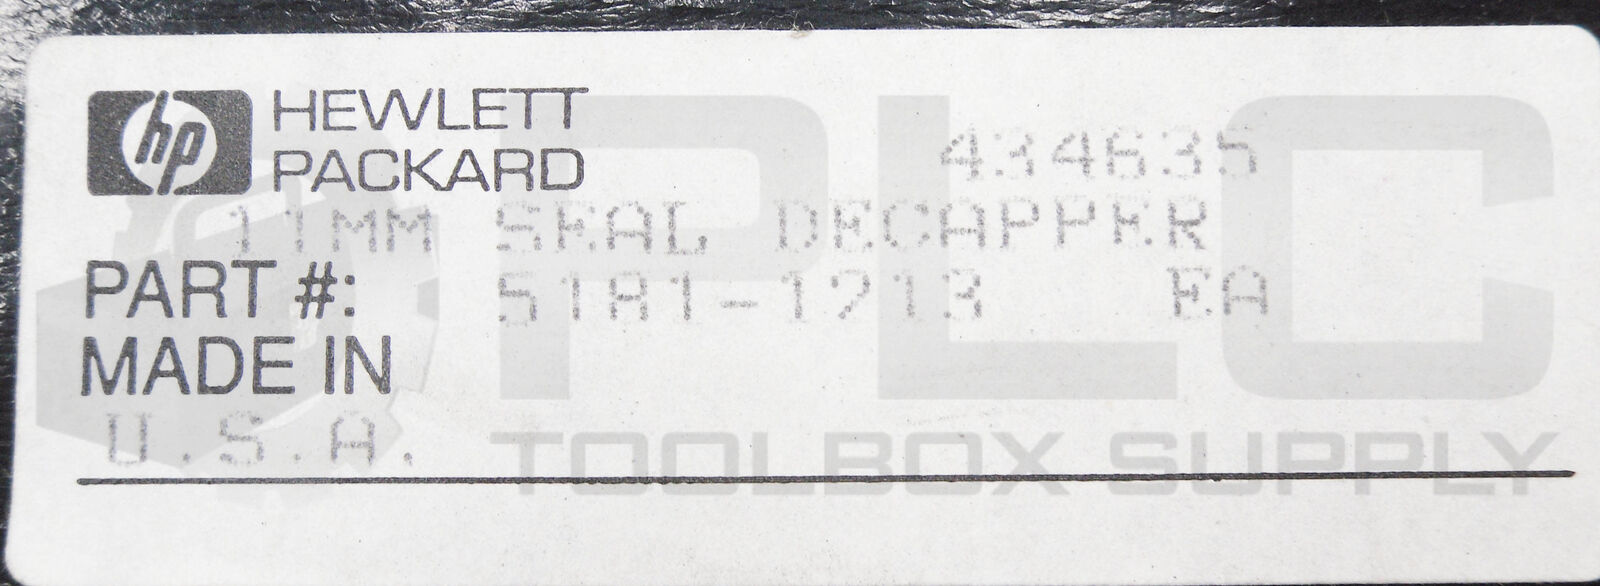 hp HEWLETT
PACKARD
434635
11MM SEAL DECAPPER
PART #: 5181-1213 EA
MADE IN
U.S.A.
PLC
TOOLBOX SUPPLY